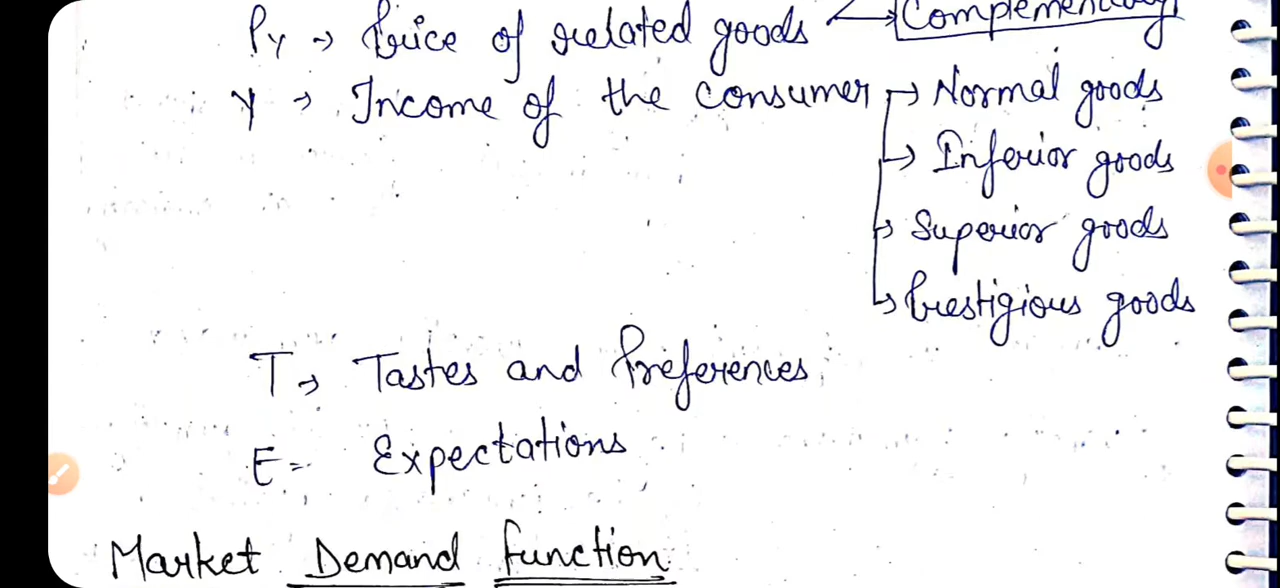 Py → Price of related goods → Complementary
Y → Income of the consumer → Normal goods
→ Inferior goods
→ Superior goods
→ Prestigious goods
T → Tastes and Preferences
E = Expectations
Market Demand function